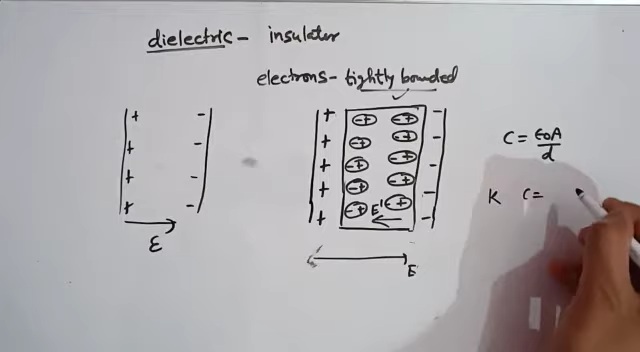 dielectric – insulator
electrons – tightly bounded
+ - + -+ -+ -
+ - + -+ -+ -
+ - + -+ -+ -
+ - + -+ -+ -
+ -+ -+ -
E' E
E
C = ε0A/d
K C =